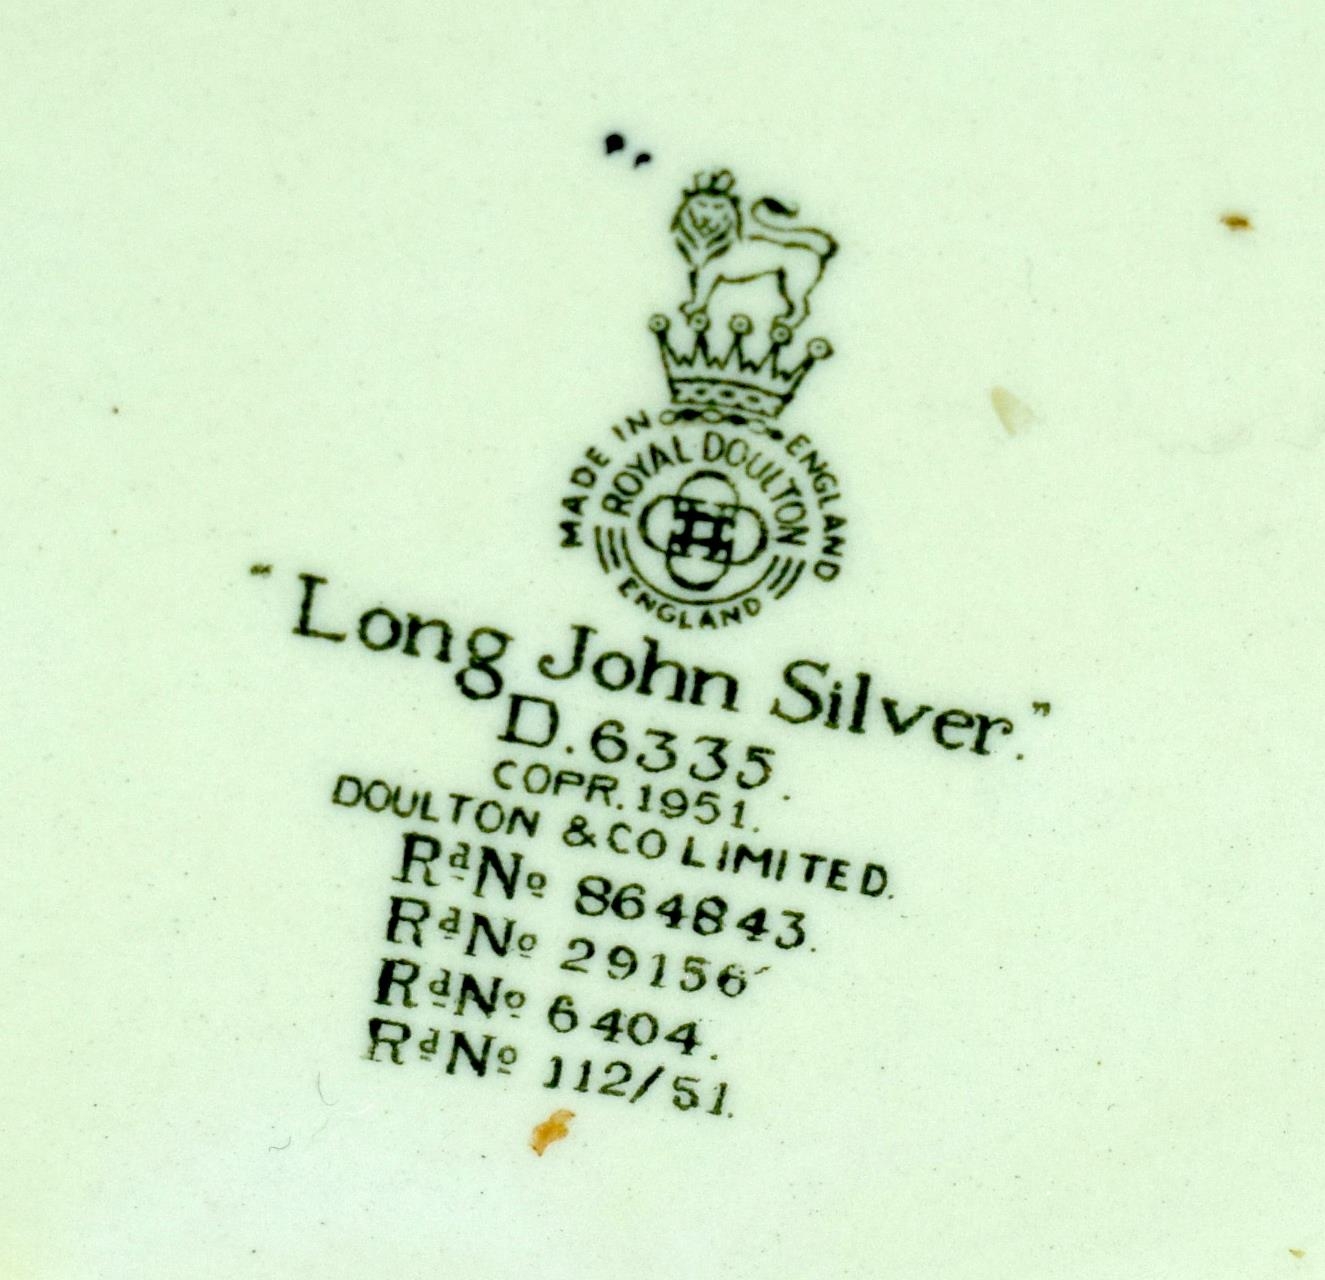 MADE IN ENGLAND
ROYAL DOULTON
ENGLAND
"Long John Silver."
D.6335.
COPR. 1951.
DOULTON & CO LIMITED.
Rd No 864843.
Rd No 29156
Rd No 6404.
Rd No 112/51.